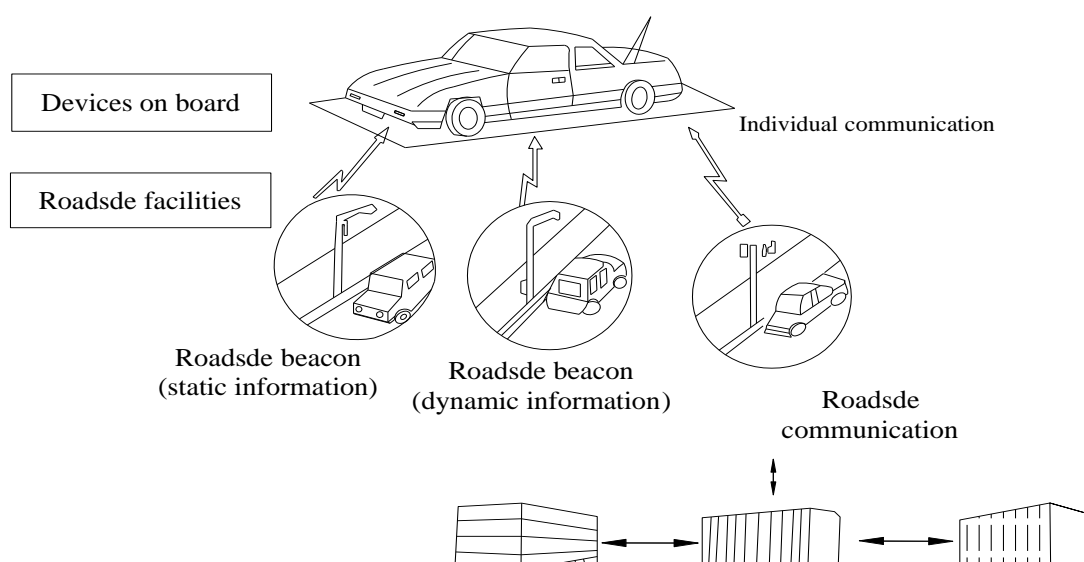 Devices on board
Individual communication
Roadsde facilities
Roadsde beacon
(static information)
Roadsde beacon
(dynamic information)
Roadsde
communication